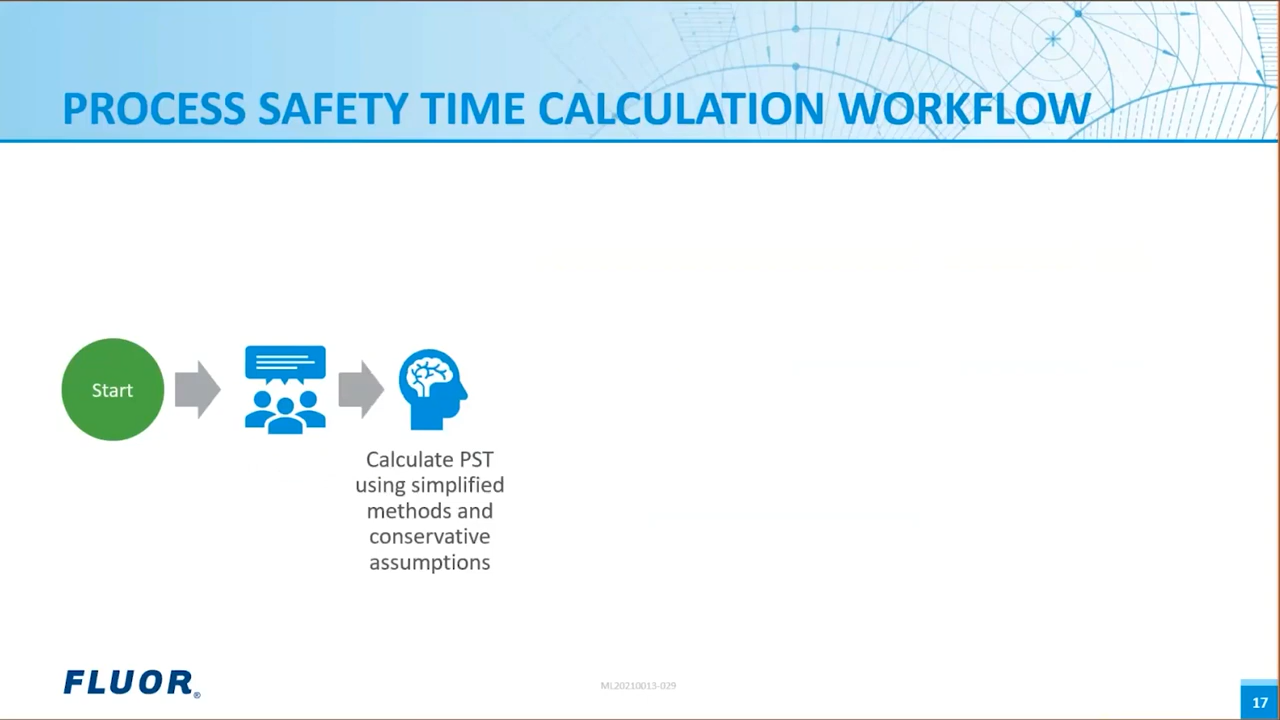 PROCESS SAFETY TIME CALCULATION WORKFLOW
Start
Calculate PST
using simplified
methods and
conservative
assumptions
FLUOR®
ML20210013-029
17